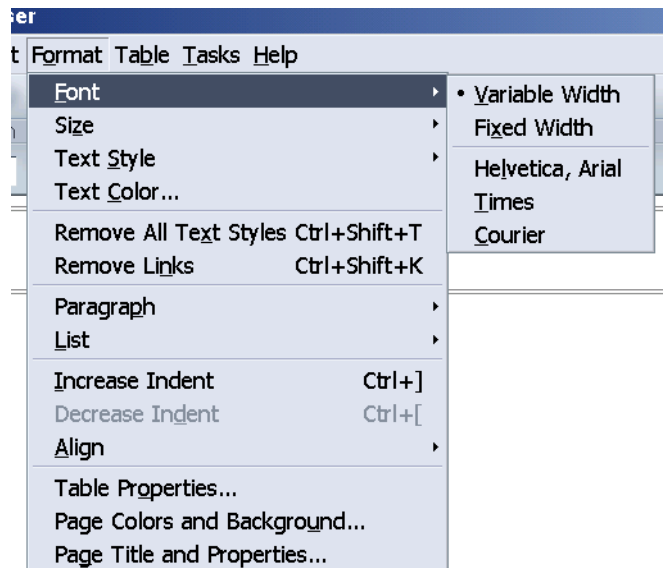 ser
t Format Table Tasks Help
Font
Size
Text Style
Text Color...
Remove All Text Styles Ctrl+Shift+T
Remove Links Ctrl+Shift+K
Paragraph
List
Increase Indent Ctrl+]
Decrease Indent Ctrl+[
Align
Table Properties...
Page Colors and Background...
Page Title and Properties...
• Variable Width
Fixed Width
Helvetica, Arial
Times
Courier